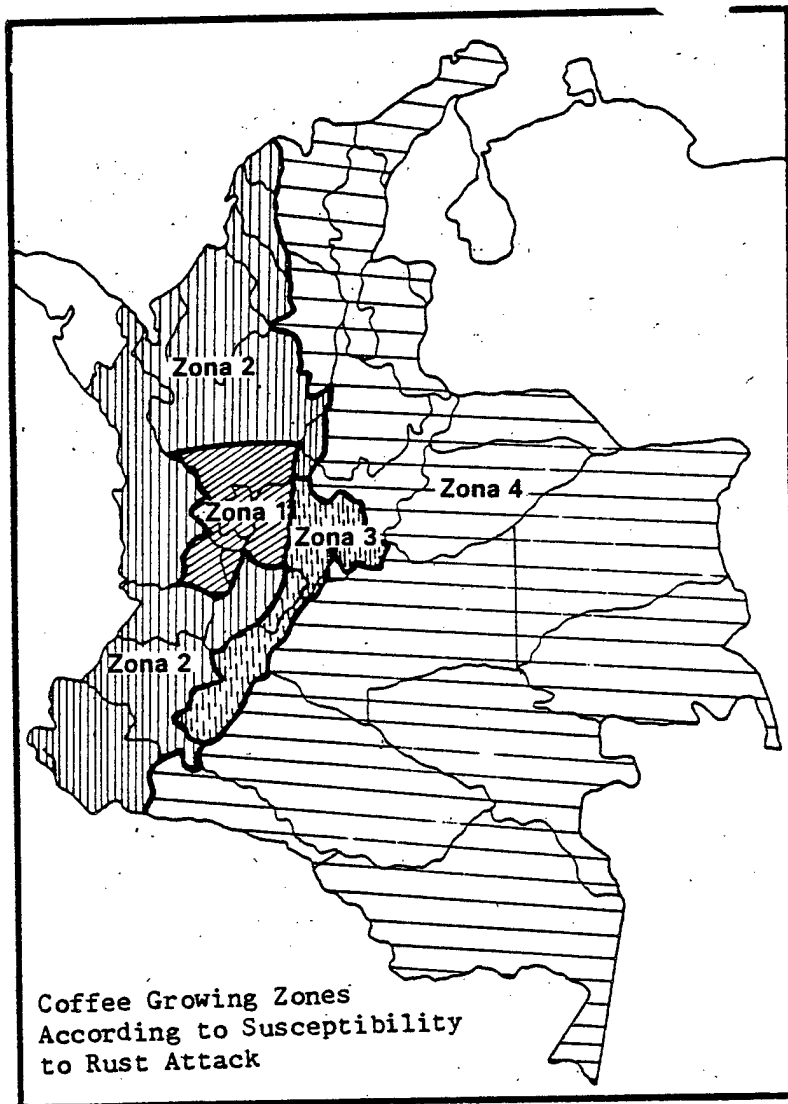 Zona 2
Zona 1
Zona 4
Zona 3
Zona 2
Coffee Growing Zones
According to Susceptibility
to Rust Attack